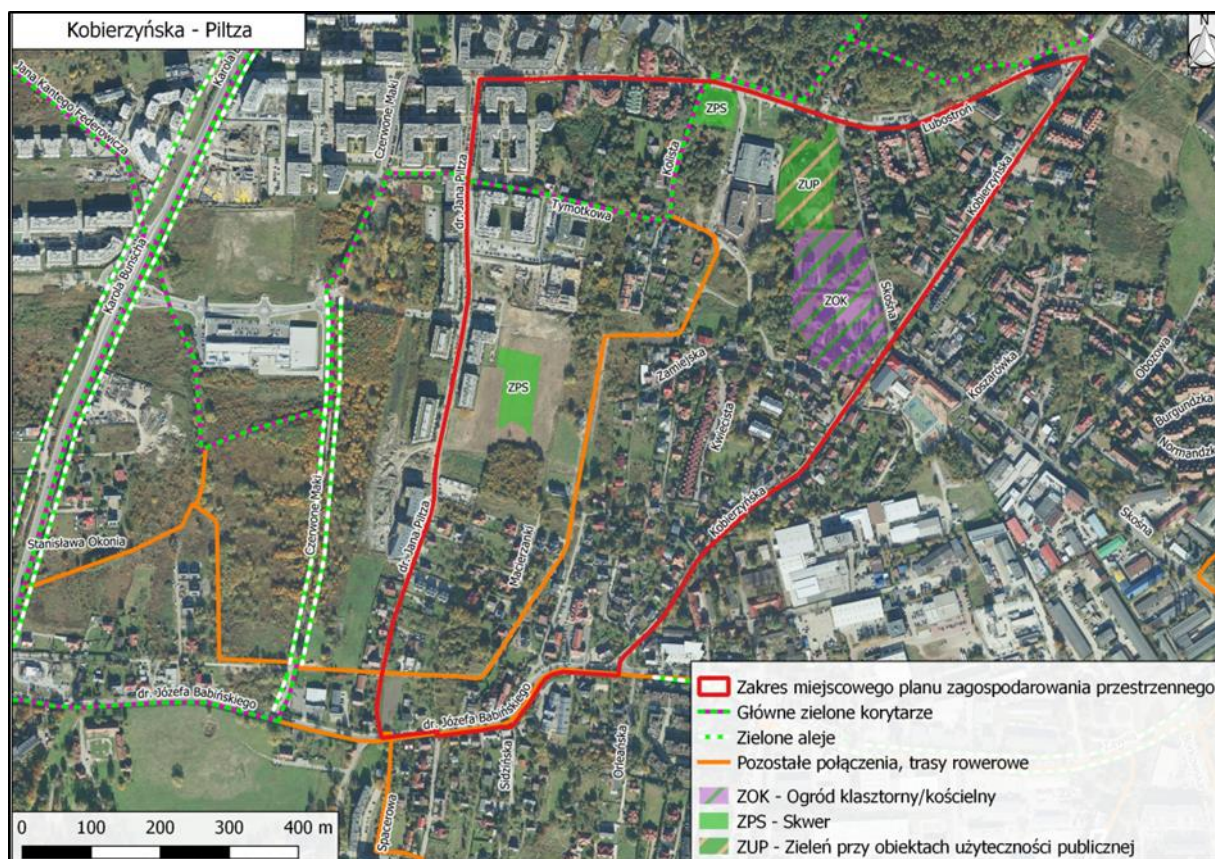 Kobierzyńska - Piltza
N
Karola
Jana Kantego Federowicza
Czerwone Maki
Lubostroń
ZPS
Kolista
dr. Jana Piltza
Tymotkowa
ZUP
Kobierzyńska
Karola Bunscha
ZOK
Skośna
Zamiejska
Koszarówka
Obozowa
ZPS
Kwiecista
Burgundzka
Normandzk
Czerwone Maki
Kobierzyńska
Skośna
Stanisława Okonia
dr. Jana Piltza
Macierzanki
dr. Józefa Babińskiego
dr. Józefa Babińskiego
Sidzińska
Orleańska
Spacerowa
Zakres miejscowego planu zagospodarowania przestrzennego
Główne zielone korytarze
Zielone aleje
Pozostałe połączenia, trasy rowerowe
ZOK - Ogród klasztorny/kościelny
ZPS - Skwer
ZUP - Zieleń przy obiektach użyteczności publicznej
0 100 200 400 m